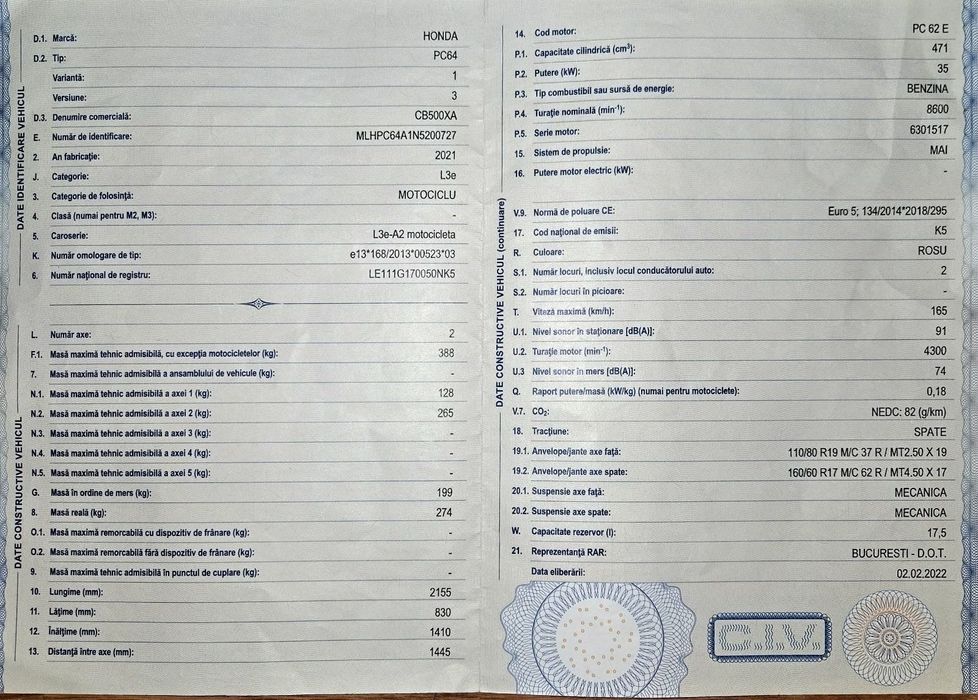 DATE IDENTIFICARE VEHICUL
D.1. Marcă: HONDA
D.2. Tip: PC64
Variantă: 1
Versiune: 3
D.3. Denumire comercială: CB500XA
E. Număr de identificare: MLHPC64A1N5200727
2. An fabricație: 2021
J. Categorie: L3e
3. Categorie de folosință: MOTOCICLU
4. Clasă (numai pentru M2, M3): -
5. Caroserie: L3e-A2 motocicleta
K. Număr omologare de tip: e13*168/2013*00523*03
6. Număr național de registru: LE111G170050NK5
DATE CONSTRUCTIVE VEHICUL
L. Număr axe: 2
F.1. Masă maximă tehnic admisibilă, cu excepția motocicletelor (kg): 388
7. Masă maximă tehnic admisibilă a ansamblului de vehicule (kg): -
N.1. Masă maximă tehnic admisibilă a axei 1 (kg): 128
N.2. Masă maximă tehnic admisibilă a axei 2 (kg): 265
N.3. Masă maximă tehnic admisibilă a axei 3 (kg): -
N.4. Masă maximă tehnic admisibilă a axei 4 (kg): -
N.5. Masă maximă tehnic admisibilă a axei 5 (kg): -
G. Masă în ordine de mers (kg): 199
8. Masă reală (kg): 274
O.1. Masă maximă remorcabilă cu dispozitiv de frânare (kg): -
O.2. Masă maximă remorcabilă fără dispozitiv de frânare (kg): -
9. Masă maximă tehnic admisibilă în punctul de cuplare (kg): -
10. Lungime (mm): 2155
11. Lățime (mm): 830
12. Înălțime (mm): 1410
13. Distanță între axe (mm): 1445
DATE CONSTRUCTIVE VEHICUL (continuare)
14. Cod motor: PC 62 E
P.1. Capacitate cilindrică (cm³): 471
P.2. Putere (kW): 35
P.3. Tip combustibil sau sursă de energie: BENZINA
P.4. Turație nominală (min⁻¹): 8600
P.5. Serie motor: 6301517
15. Sistem de propulsie: MAI
16. Putere motor electric (kW): -
V.9. Normă de poluare CE: Euro 5; 134/2014*2018/295
17. Cod național de emisii: K5
R. Culoare: ROSU
S.1. Număr locuri, inclusiv locul conducătorului auto: 2
S.2. Număr locuri în picioare: -
T. Viteză maximă (km/h): 165
U.1. Nivel sonor în staționare [dB(A)]: 91
U.2. Turație motor (min⁻¹): 4300
U.3 Nivel sonor în mers [dB(A)]: 74
Q. Raport putere/masă (kW/kg) (numai pentru motociclete): 0,18
V.7. CO₂: NEDC: 82 (g/km)
18. Tracțiune: SPATE
19.1. Anvelope/jante axe față: 110/80 R19 M/C 37 R / MT2.50 X 19
19.2. Anvelope/jante axe spate: 160/60 R17 M/C 62 R / MT4.50 X 17
20.1. Suspensie axe față: MECANICA
20.2. Suspensie axe spate: MECANICA
W. Capacitate rezervor (l): 17,5
21. Reprezentanță RAR: BUCURESTI - D.O.T.
Data eliberării: 02.02.2022
C.I.V.